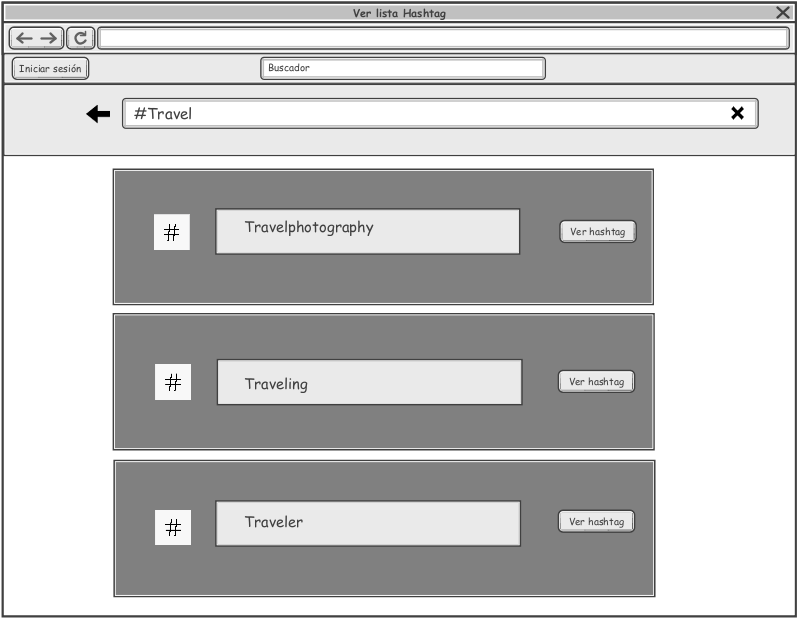 Ver lista Hashtag
Iniciar sesión
Buscador
#Travel
#
Travelphotography
Ver hashtag
#
Traveling
Ver hashtag
#
Traveler
Ver hashtag